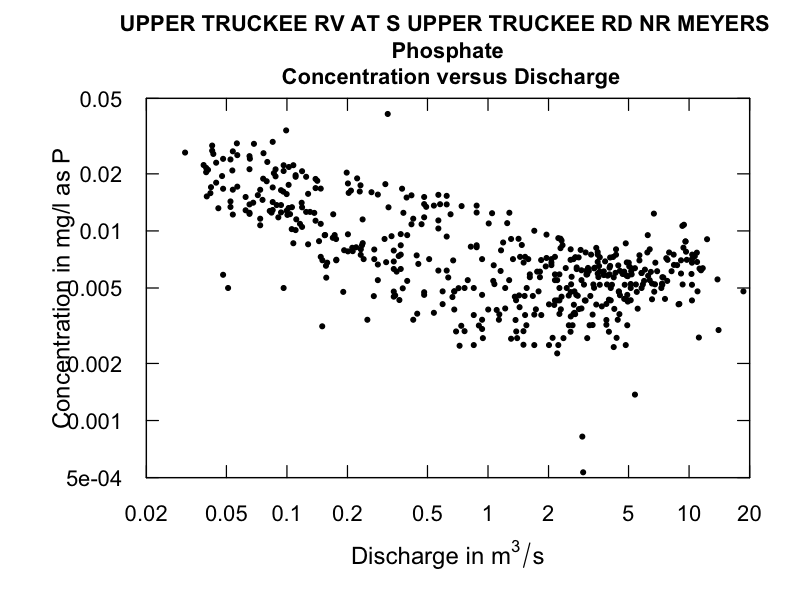 UPPER TRUCKEE RV AT S UPPER TRUCKEE RD NR MEYERS
Phosphate
Concentration versus Discharge
Concentration in mg/l as P
0.05
0.02
0.01
0.005
0.002
0.001
5e-04
0.02 0.05 0.1 0.2 0.5 1 2 5 10 20
Discharge in m³/s